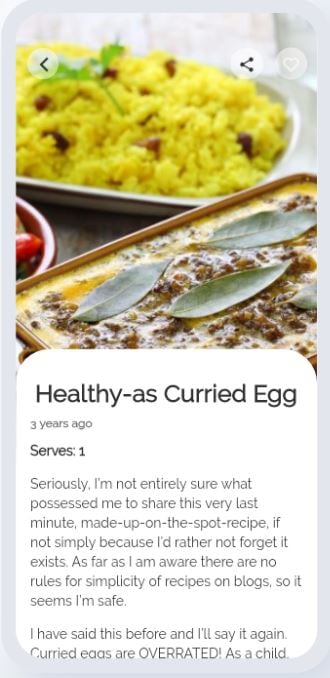 Healthy-as Curried Egg
3 years ago
Serves: 1
Seriously, I'm not entirely sure what
possessed me to share this very last
minute, made-up-on-the-spot-recipe, if
not simply because I'd rather not forget it
exists. As far as I am aware there are no
rules for simplicity of recipes on blogs, so it
seems I'm safe.
I have said this before and I'll say it again.
Curried eggs are OVERRATED! As a child,